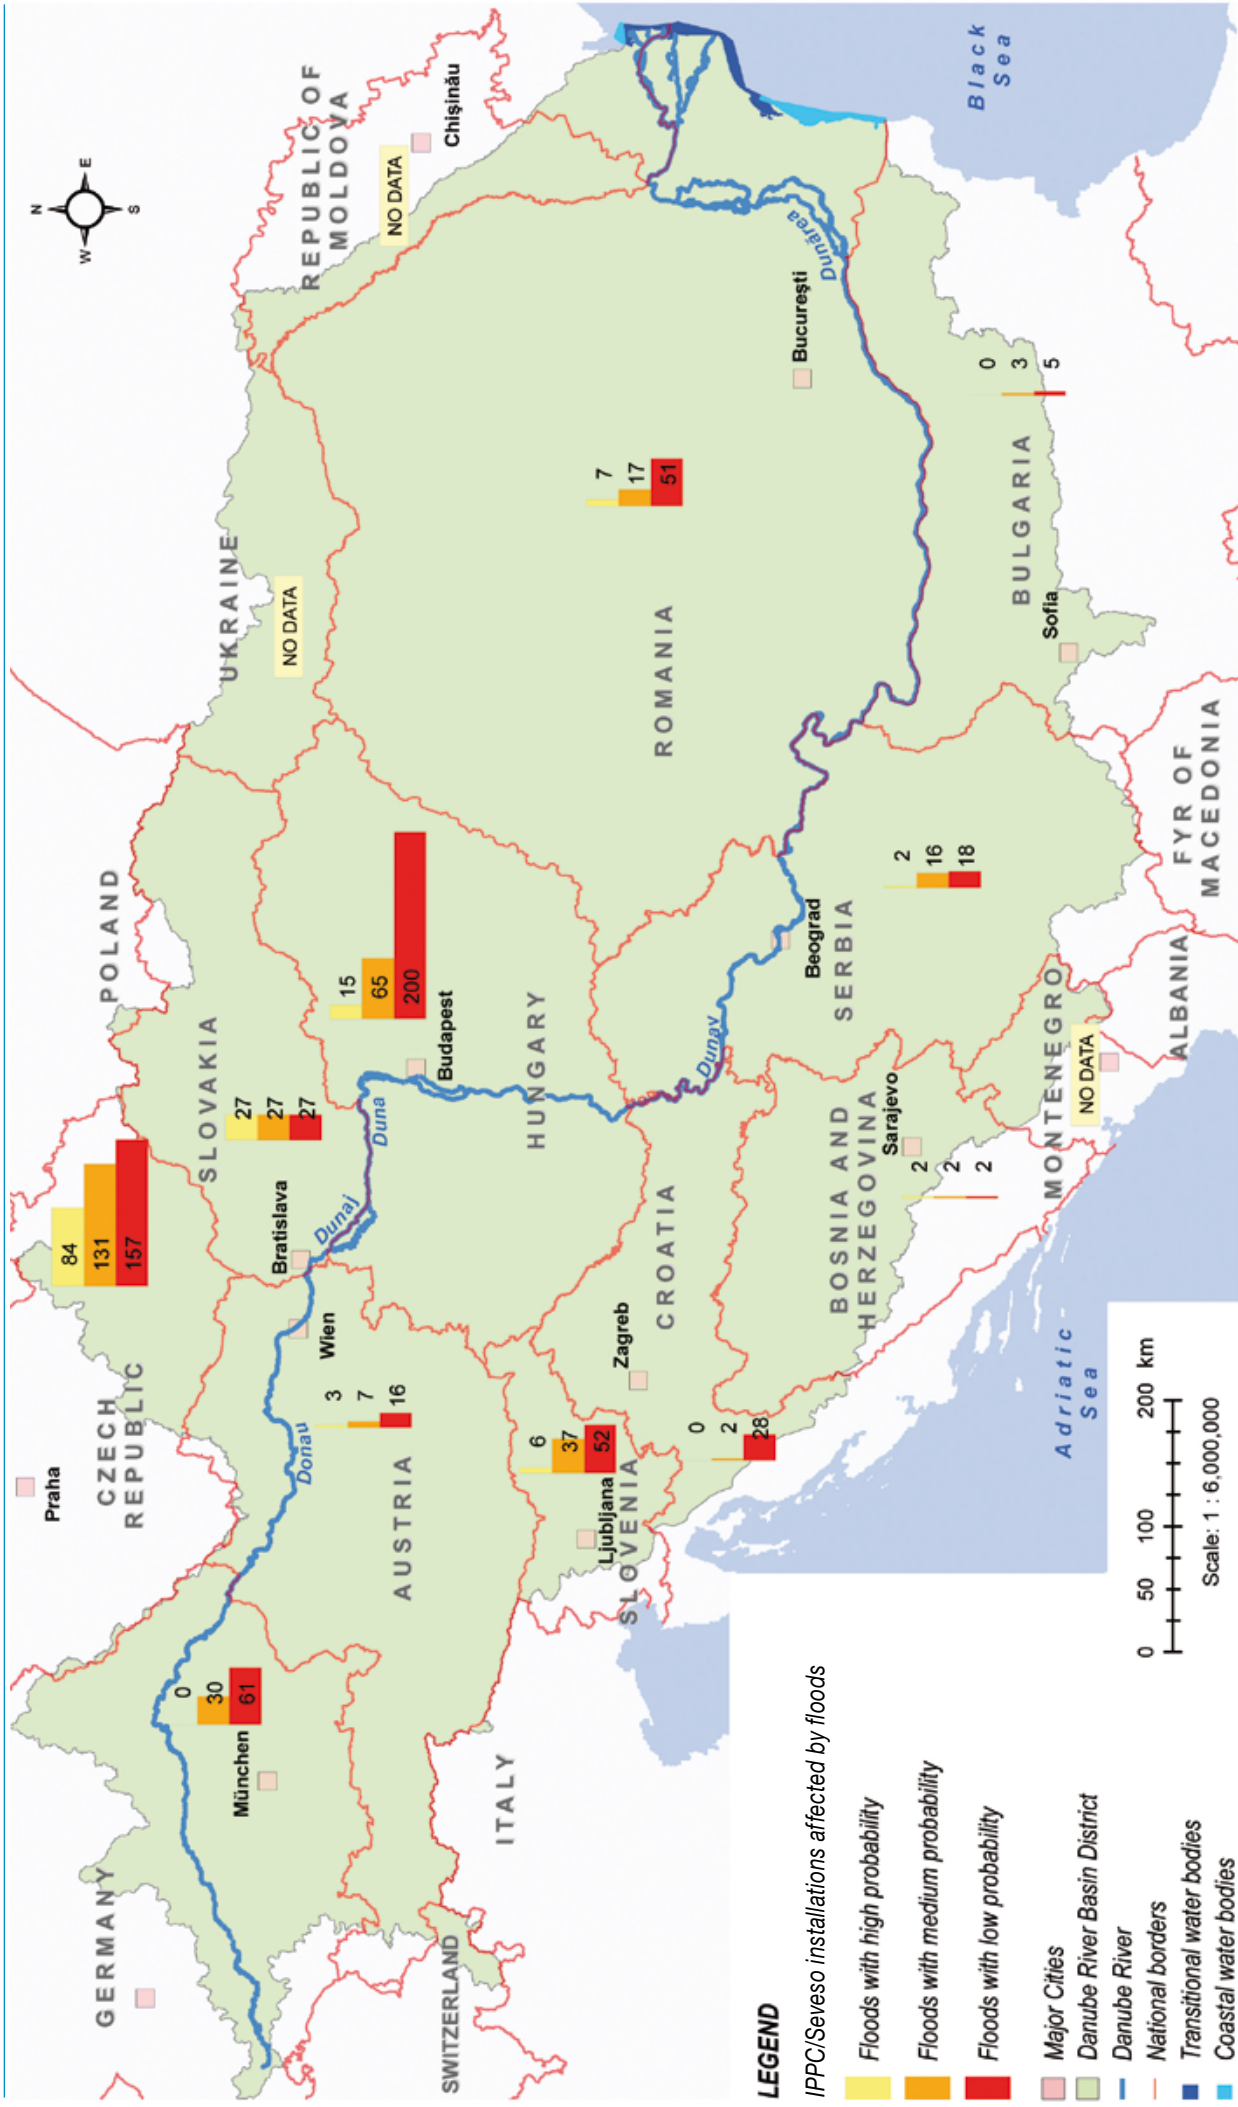 N
W
E
S
GERMANY
München
0
30
61
SWITZERLAND
ITALY
Praha
CZECH
REPUBLIC
84
131
157
Donau
Wien
AUSTRIA
3
7
16
POLAND
SLOVAKIA
27
27
27
Bratislava
Dunaj
Duna
15
65
200
Budapest
HUNGARY
6
37
52
Ljubljana
SLOVENIA
Zagreb
CROATIA
0
2
28
BOSNIA AND
HERZEGOVINA
Sarajevo
2
2
2
Dunav
Beograd
SERBIA
2
16
18
MONTENEGRO
NO DATA
ALBANIA
FYR OF
MACEDONIA
UKRAINE
NO DATA
REPUBLIC OF
MOLDOVA
NO DATA
Chişinău
ROMANIA
7
17
51
Bucureşti
Dunărea
BULGARIA
Sofia
0
3
5
Black
Sea
Adriatic
Sea
0 50 100 200 km
Scale: 1 : 6,000,000
LEGEND
IPPC/Seveso installations affected by floods
Floods with high probability
Floods with medium probability
Floods with low probability
Major Cities
Danube River Basin District
Danube River
National borders
Transitional water bodies
Coastal water bodies